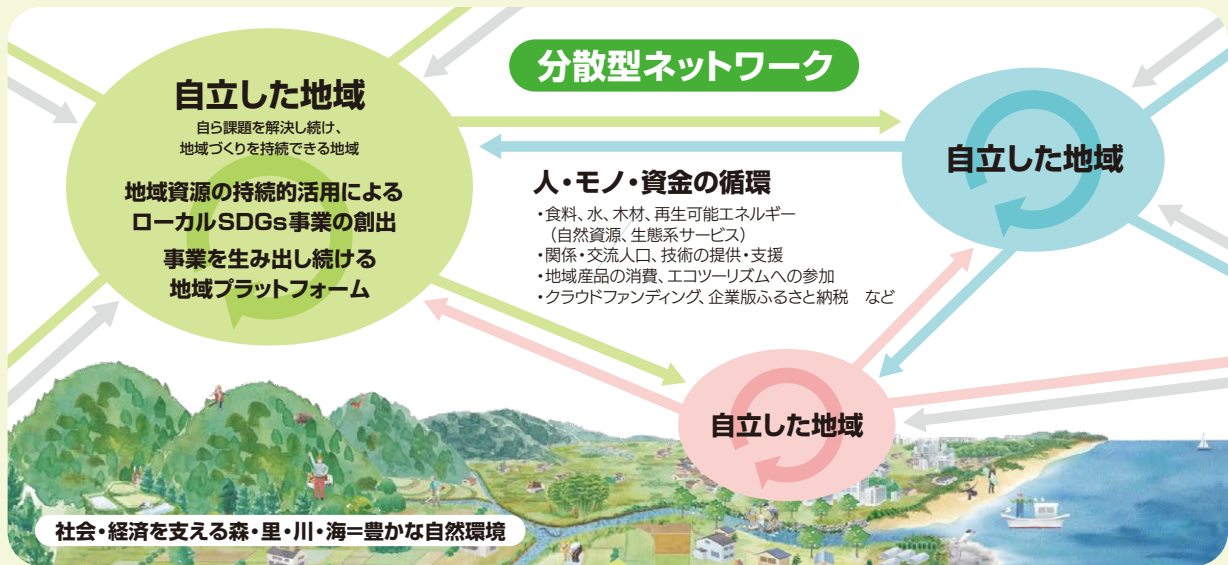 分散型ネットワーク
自立した地域
自ら課題を解決し続け、
地域づくりを持続できる地域
地域資源の持続的活用による
ローカルSDGs事業の創出
事業を生み出し続ける
地域プラットフォーム
人・モノ・資金の循環
・食料、水、木材、再生可能エネルギー
（自然資源、生態系サービス）
・関係・交流人口、技術の提供・支援
・地域産品の消費、エコツーリズムへの参加
・クラウドファンディング、企業版ふるさと納税　など
自立した地域
自立した地域
社会・経済を支える森・里・川・海=豊かな自然環境